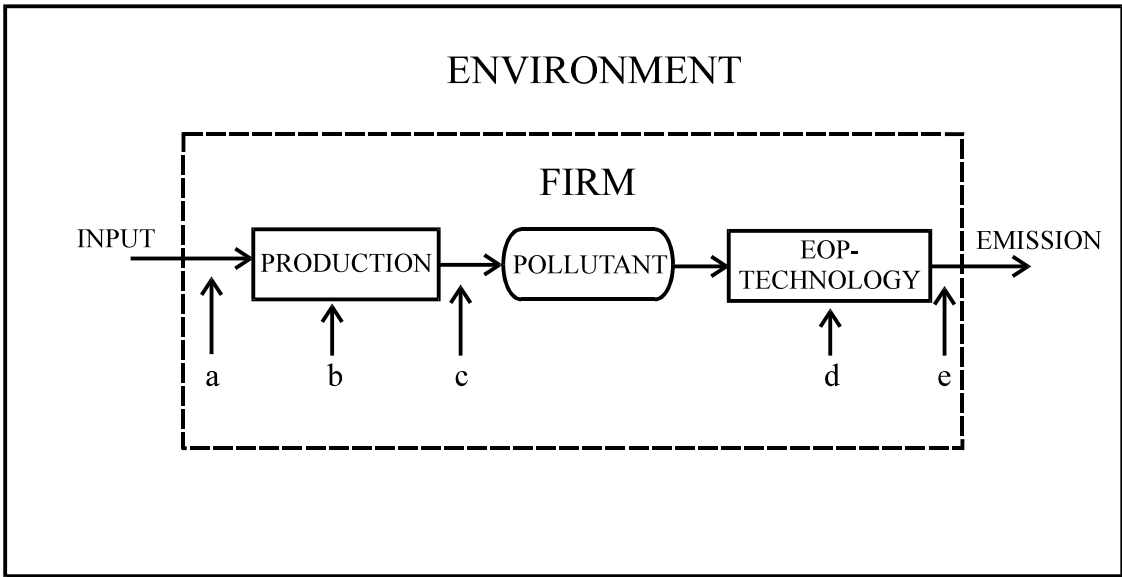 ENVIRONMENT
FIRM
INPUT
PRODUCTION
POLLUTANT
EOP-
TECHNOLOGY
EMISSION
a
b
c
d
e